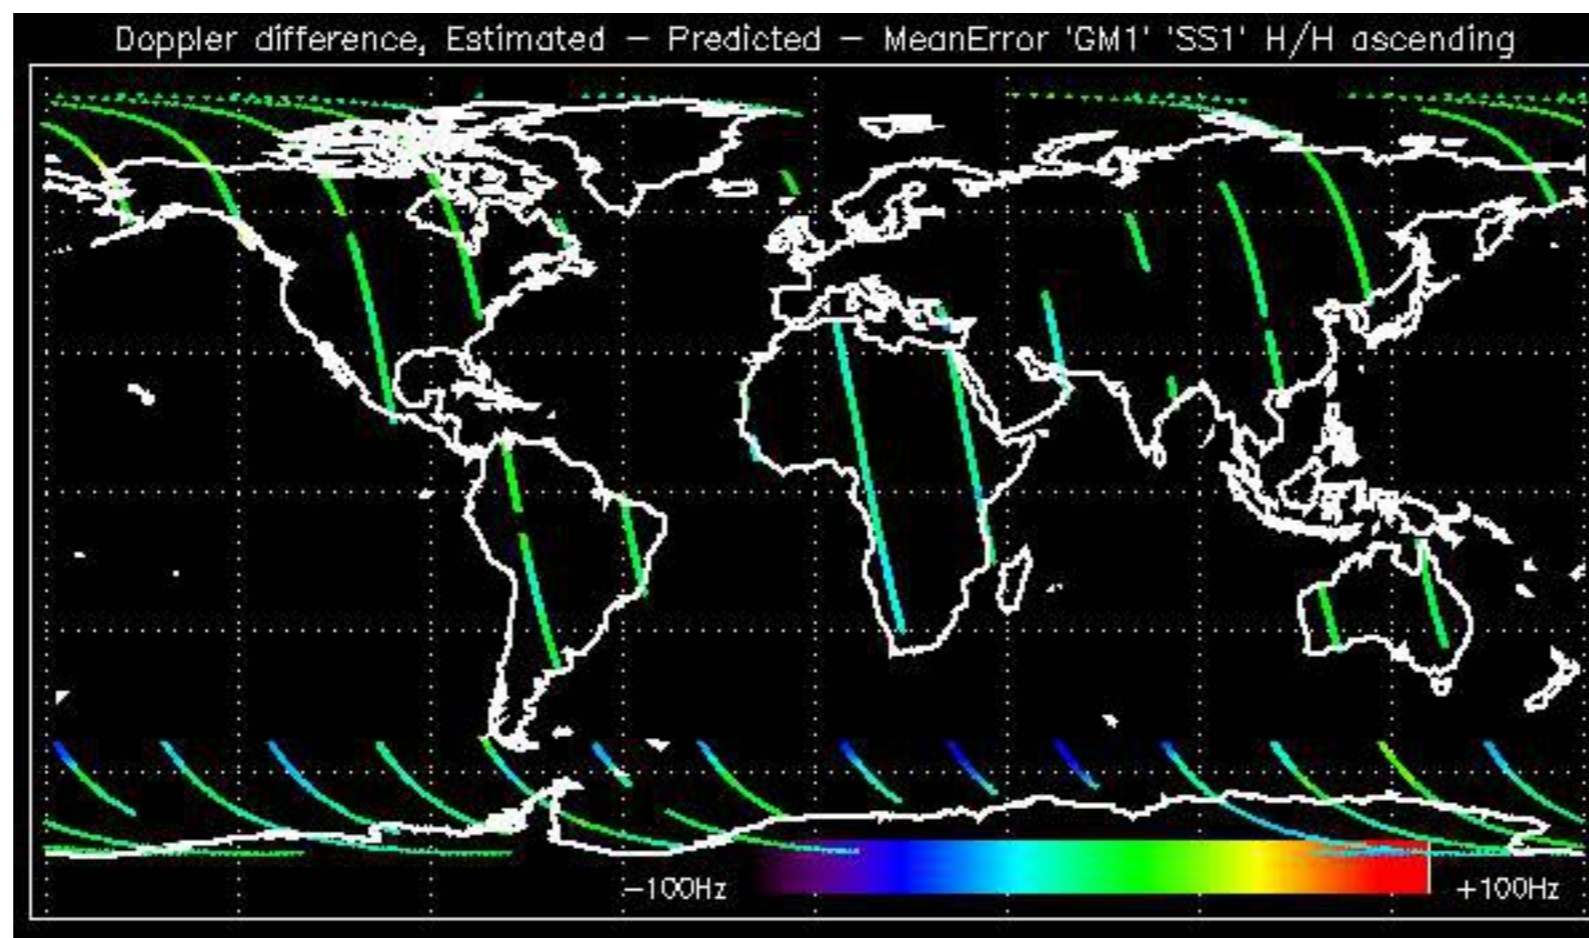 Doppler difference, Estimated – Predicted – MeanError 'GM1' 'SS1' H/H ascending
-100Hz
+100Hz